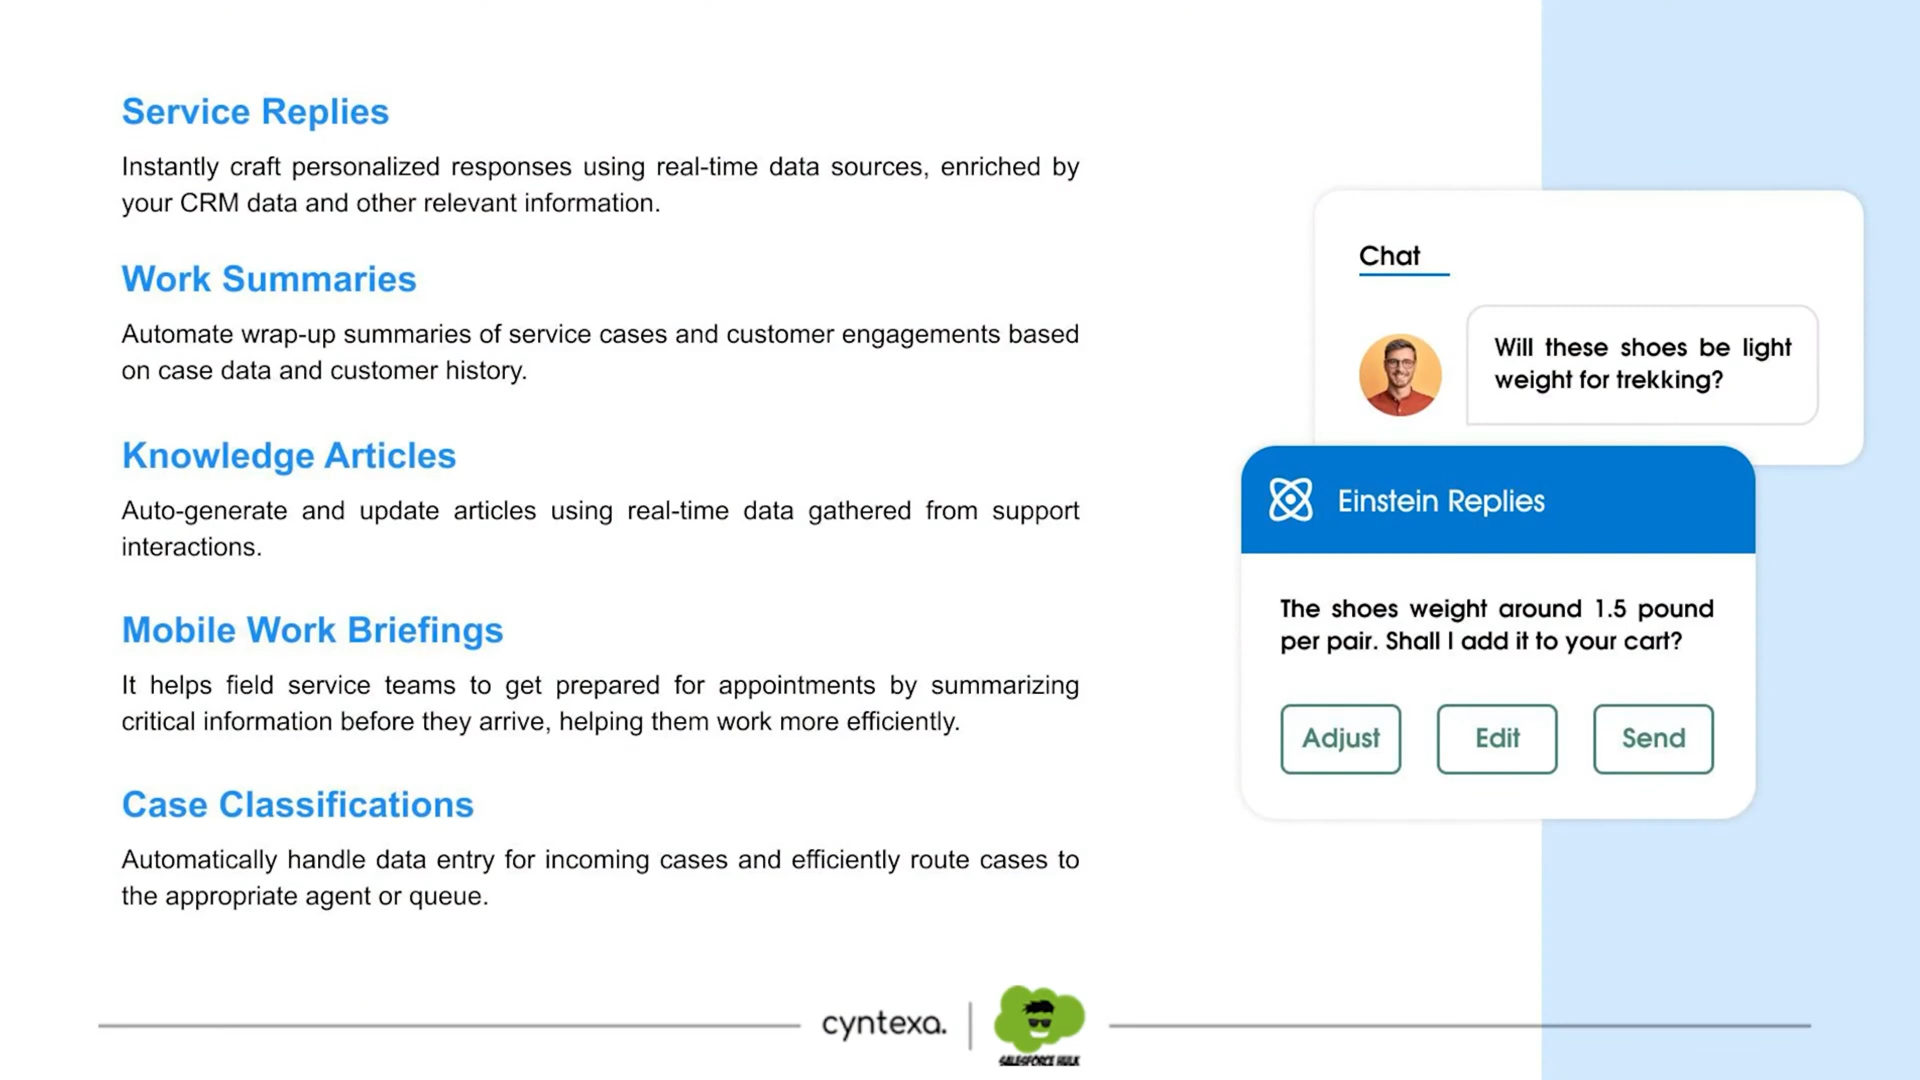 Service Replies
Instantly craft personalized responses using real-time data sources, enriched by
your CRM data and other relevant information.
Work Summaries
Automate wrap-up summaries of service cases and customer engagements based
on case data and customer history.
Knowledge Articles
Auto-generate and update articles using real-time data gathered from support
interactions.
Mobile Work Briefings
It helps field service teams to get prepared for appointments by summarizing
critical information before they arrive, helping them work more efficiently.
Case Classifications
Automatically handle data entry for incoming cases and efficiently route cases to
the appropriate agent or queue.
Chat
Will these shoes be light
weight for trekking?
Einstein Replies
The shoes weight around 1.5 pound
per pair. Shall I add it to your cart?
Adjust
Edit
Send
cyntexa.
SALESFORCE HULK